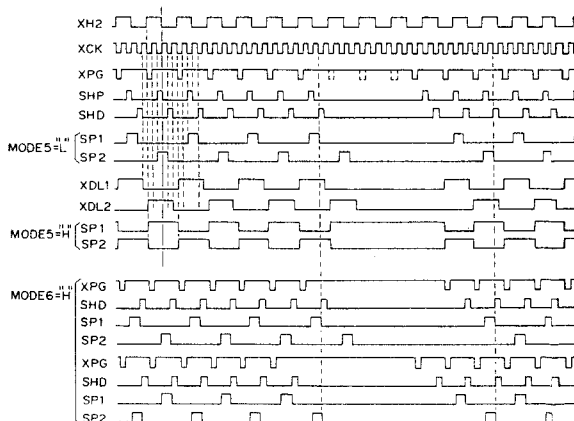 XH2
XCK
XPG
SHP
SHD
MODE5="L"
SP1
SP2
XDL1
XDL2
MODE5="H"
SP1
SP2
MODE6="H"
XPG
SHD
SP1
SP2
XPG
SHD
SP1
SP2